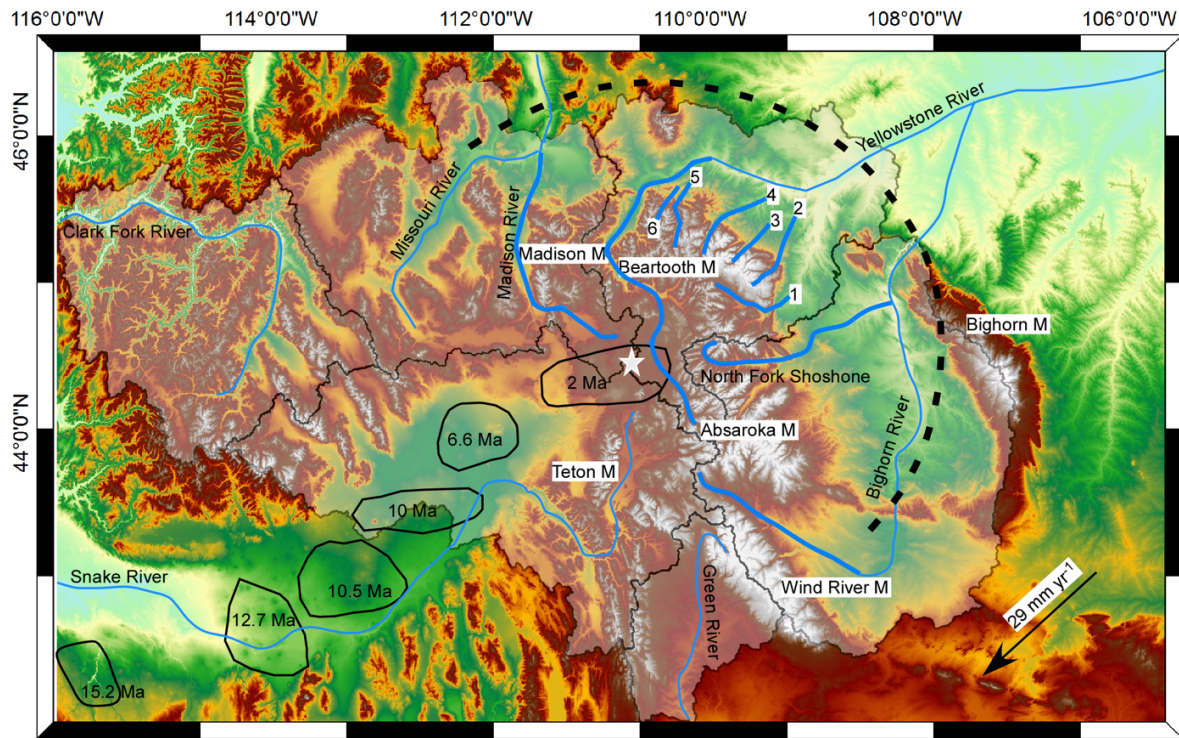 116°0'0"W 114°0'0"W 112°0'0"W 110°0'0"W 108°0'0"W 106°0'0"W
46°0'0"N
44°0'0"N
Yellowstone River
Clark Fork River
Missouri River
Madison River
Madison M
Beartooth M
5
6
4
3
2
1
Bighorn M
North Fork Shoshone
2 Ma
6.6 Ma
Absaroka M
Teton M
Bighorn River
10 Ma
10.5 Ma
Snake River
12.7 Ma
15.2 Ma
Green River
Wind River M
29 mm yr⁻¹